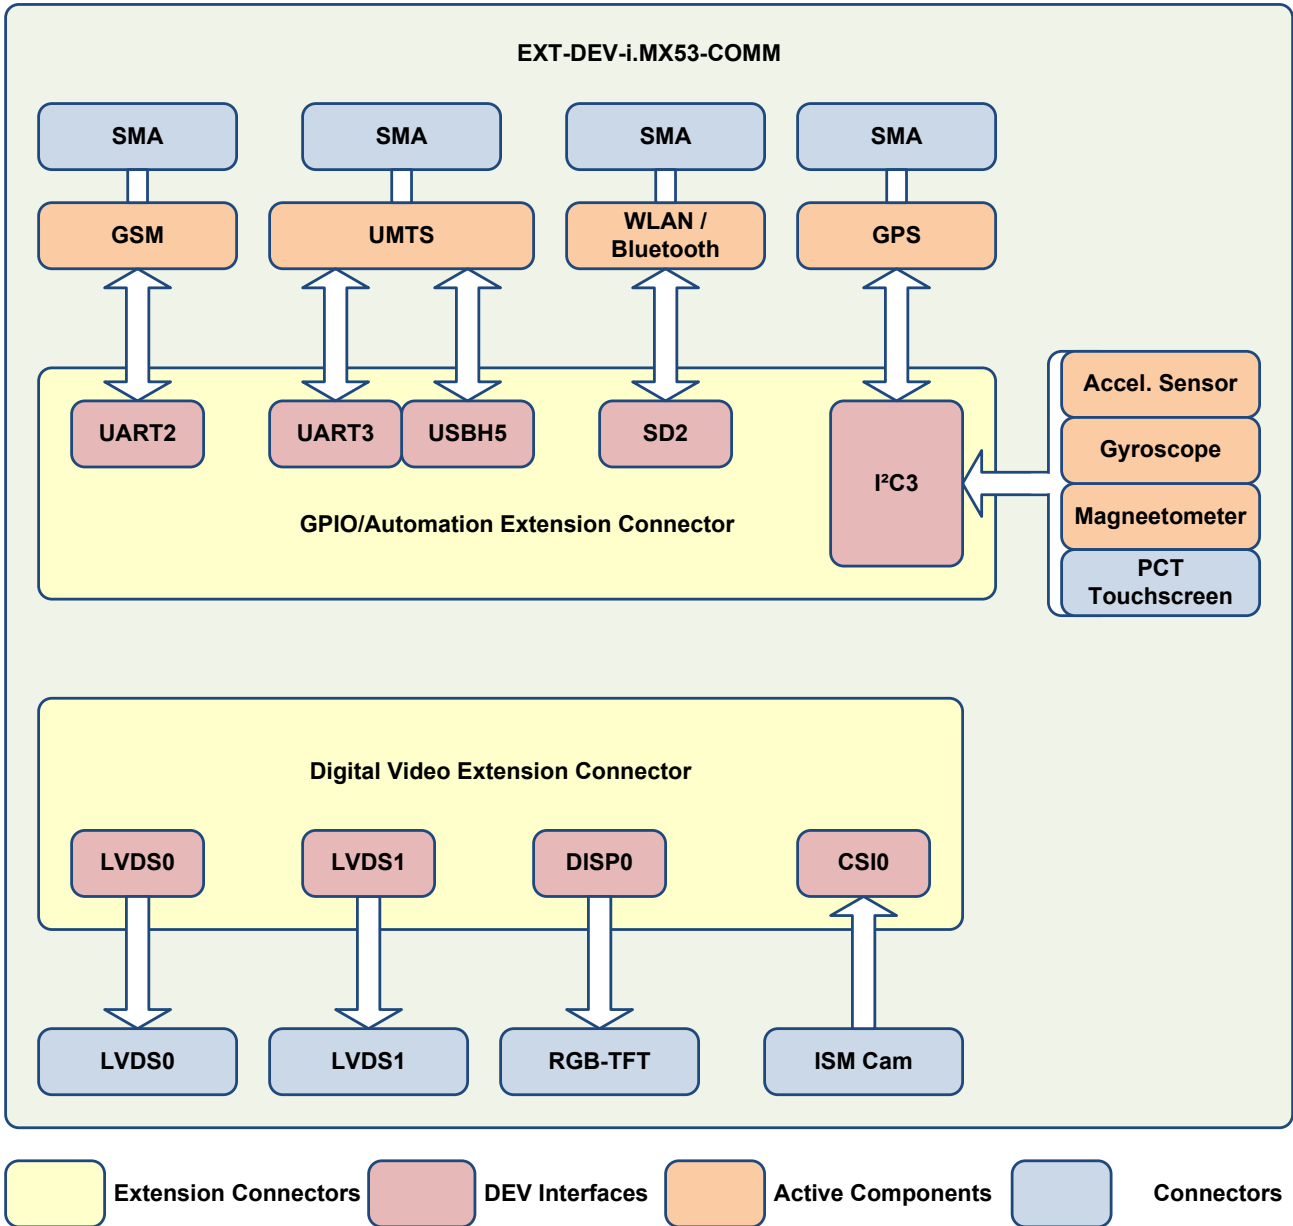 EXT-DEV-i.MX53-COMM
SMA
SMA
SMA
SMA
GSM
UMTS
WLAN /
Bluetooth
GPS
Accel. Sensor
Gyroscope
Magneetometer
PCT
Touchscreen
UART2
UART3
USBH5
SD2
I²C3
GPIO/Automation Extension Connector
Digital Video Extension Connector
LVDS0
LVDS1
DISP0
CSI0
LVDS0
LVDS1
RGB-TFT
ISM Cam
Extension Connectors
DEV Interfaces
Active Components
Connectors